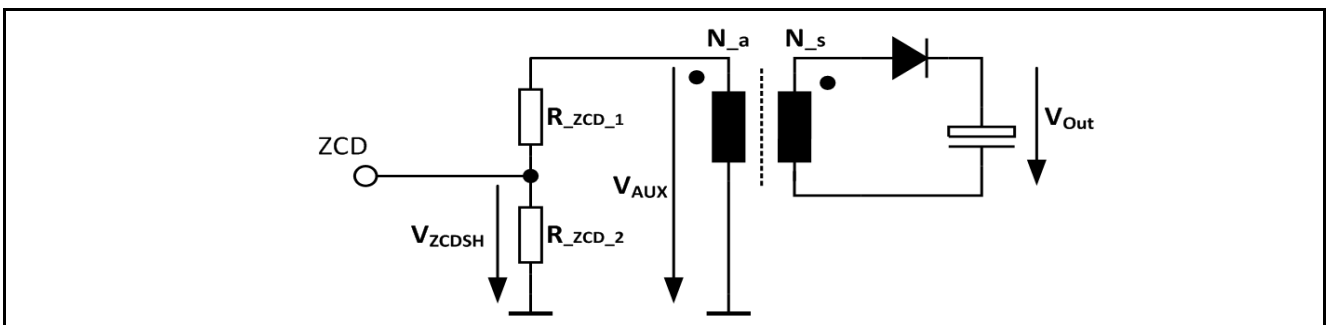 N_a
N_s
R_ZCD_1
ZCD
V_Out
V_AUX
V_ZCDSH
R_ZCD_2